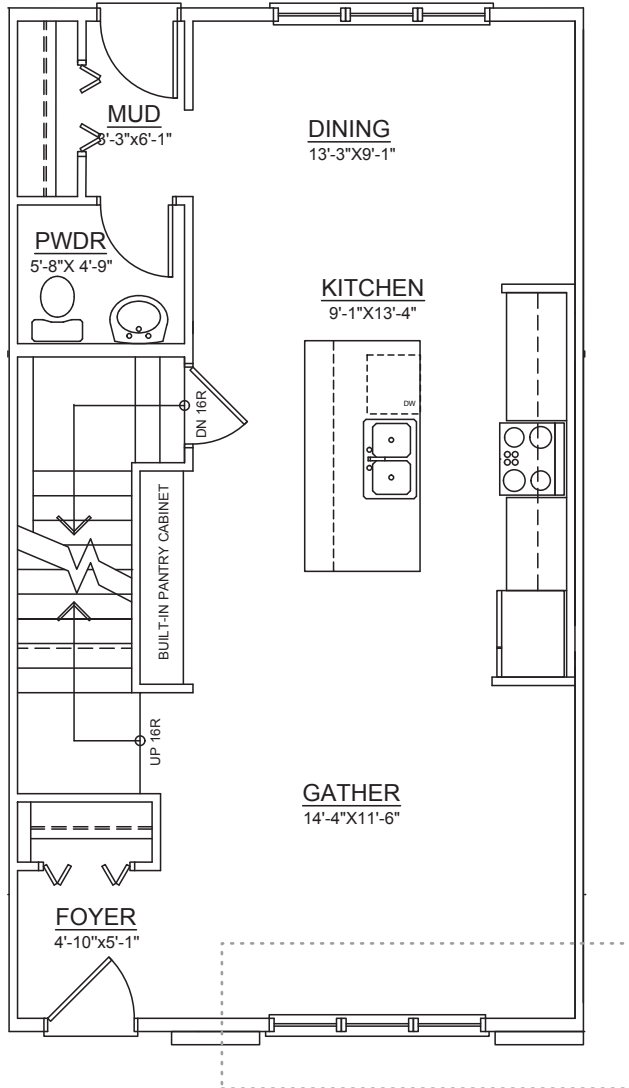 MUD
3'-3"x6'-1"
DINING
13'-3"X9'-1"
PWDR
5'-8"X 4'-9"
KITCHEN
9'-1"X13'-4"
DW
DN 16R
BUILT-IN PANTRY CABINET
UP 16R
GATHER
14'-4"X11'-6"
FOYER
4'-10"x5'-1"